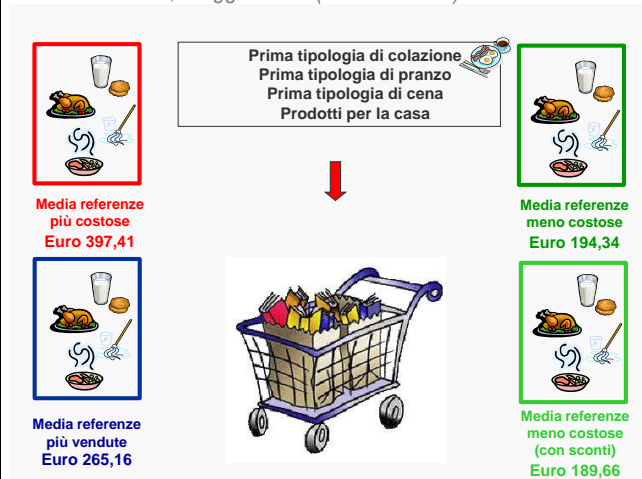 Prima tipologia di colazione
Prima tipologia di pranzo
Prima tipologia di cena
Prodotti per la casa
Media referenze
più costose
Euro 397,41
Media referenze
meno costose
Euro 194,34
Media referenze
più vendute
Euro 265,16
Media referenze
meno costose
(con sconti)
Euro 189,66